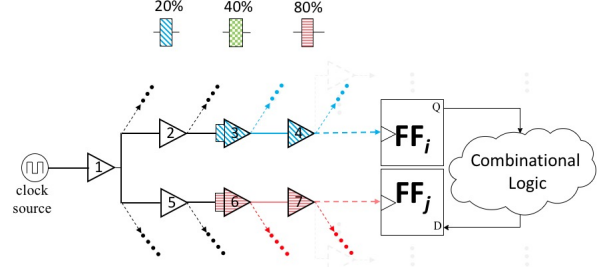 20% 40% 80%
1
2
3
4
5
6
7
clock
source
FFi
Q
FFj
D
Combinational
Logic